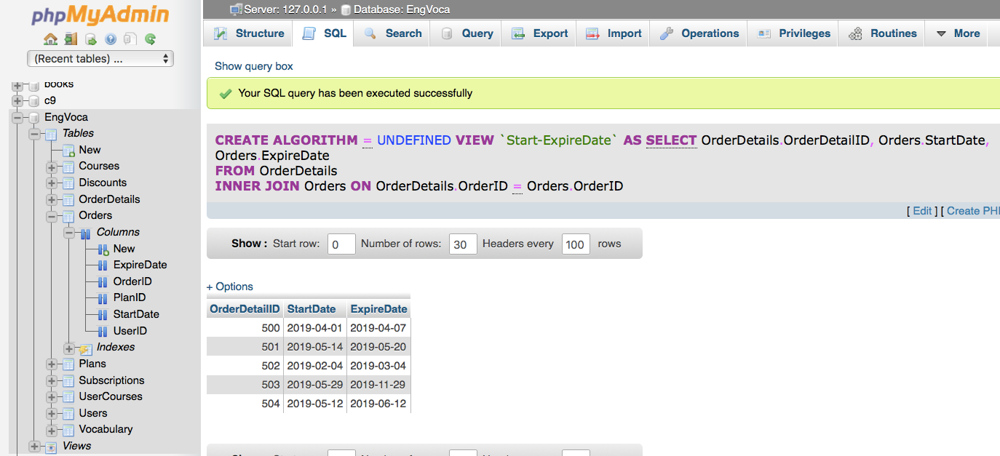 phpMyAdmin
(Recent tables) ...
books
c9
EngVoca
Tables
New
Courses
Discounts
OrderDetails
Orders
Columns
New
ExpireDate
OrderID
PlanID
StartDate
UserID
Indexes
Plans
Subscriptions
UserCourses
Users
Vocabulary
Views
Server: 127.0.0.1 » Database: EngVoca
Structure SQL Search Query Export Import Operations Privileges Routines More
Show query box
Your SQL query has been executed successfully
CREATE ALGORITHM = UNDEFINED VIEW `Start-ExpireDate` AS SELECT OrderDetails.OrderDetailID, Orders.StartDate,
Orders.ExpireDate
FROM OrderDetails
INNER JOIN Orders ON OrderDetails.OrderID = Orders.OrderID
[ Edit ] [ Create PH
Show : Start row: 0 Number of rows: 30 Headers every 100 rows
+ Options
OrderDetailID StartDate ExpireDate
500 2019-04-01 2019-04-07
501 2019-05-14 2019-05-20
502 2019-02-04 2019-03-04
503 2019-05-29 2019-11-29
504 2019-05-12 2019-06-12